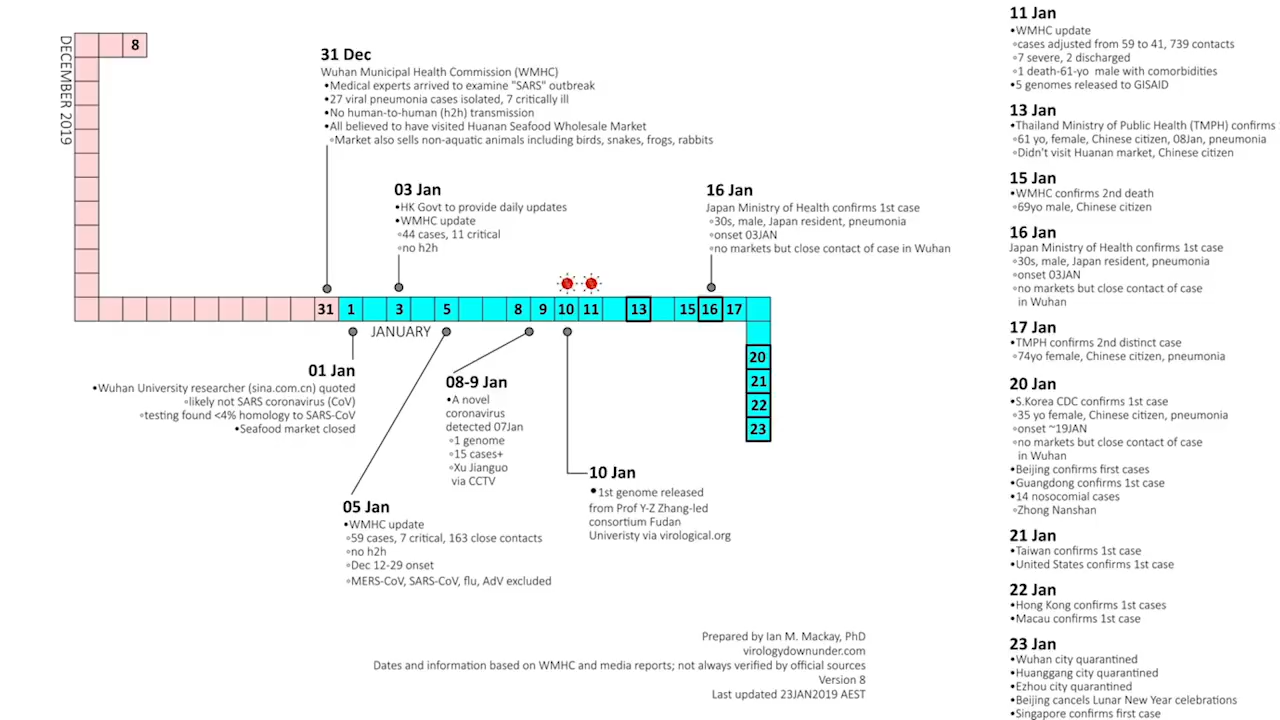 DECEMBER 2019
8
31 Dec
Wuhan Municipal Health Commission (WMHC)
•Medical experts arrived to examine "SARS" outbreak
•27 viral pneumonia cases isolated, 7 critically ill
•No human-to-human (h2h) transmission
•All believed to have visited Huanan Seafood Wholesale Market
◦Market also sells non-aquatic animals including birds, snakes, frogs, rabbits
03 Jan
•HK Govt to provide daily updates
•WMHC update
◦44 cases, 11 critical
◦no h2h
16 Jan
Japan Ministry of Health confirms 1st case
◦30s, male, Japan resident, pneumonia
◦onset 03JAN
◦no markets but close contact of case in Wuhan
31 1 3 5 8 9 10 11 13 15 16 17
JANUARY
20
21
22
23
01 Jan
•Wuhan University researcher (sina.com.cn) quoted
◦likely not SARS coronavirus (CoV)
◦testing found <4% homology to SARS-CoV
•Seafood market closed
08-9 Jan
•A novel
coronavirus
detected 07Jan
◦1 genome
◦15 cases+
◦Xu Jianguo
via CCTV
10 Jan
•1st genome released
from Prof Y-Z Zhang-led
consortium Fudan
Univeristy via virological.org
05 Jan
•WMHC update
◦59 cases, 7 critical, 163 close contacts
◦no h2h
◦Dec 12-29 onset
◦MERS-CoV, SARS-CoV, flu, AdV excluded
Prepared by Ian M. Mackay, PhD
virologydownunder.com
Dates and information based on WMHC and media reports; not always verified by official sources
Version 8
Last updated 23JAN2019 AEST
11 Jan
•WMHC update
◦cases adjusted from 59 to 41, 739 contacts
◦7 severe, 2 discharged
◦1 death-61-yo male with comorbidities
•5 genomes released to GISAID
13 Jan
•Thailand Ministry of Public Health (TMPH) confirms
◦61 yo, female, Chinese citizen, 08Jan, pneumonia
◦Didn't visit Huanan market, Chinese citizen
15 Jan
•WMHC confirms 2nd death
◦69yo male, Chinese citizen
16 Jan
Japan Ministry of Health confirms 1st case
◦30s, male, Japan resident, pneumonia
◦onset 03JAN
◦no markets but close contact of case
in Wuhan
17 Jan
•TMPH confirms 2nd distinct case
◦74yo female, Chinese citizen, pneumonia
20 Jan
•S.Korea CDC confirms 1st case
◦35 yo female, Chinese citizen, pneumonia
◦onset ~19JAN
◦no markets but close contact of case
in Wuhan
•Beijing confirms first cases
•Guangdong confirms 1st case
•14 nosocomial cases
◦Zhong Nanshan
21 Jan
•Taiwan confirms 1st case
•United States confirms 1st case
22 Jan
•Hong Kong confirms 1st cases
•Macau confirms 1st case
23 Jan
•Wuhan city quarantined
•Huanggang city quarantined
•Ezhou city quarantined
•Beijing cancels Lunar New Year celebrations
•Singapore confirms first case